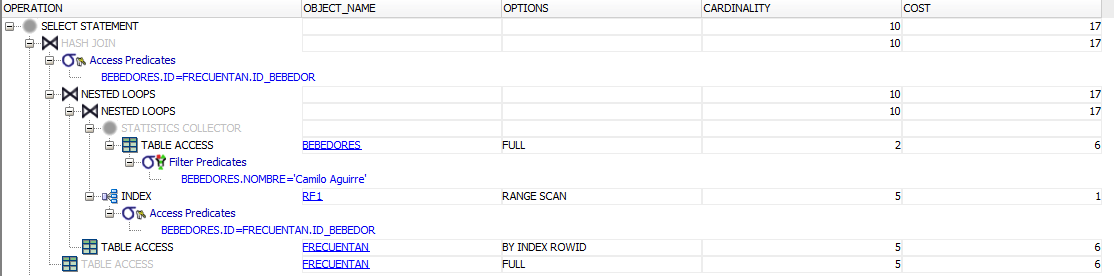 OPERATION OBJECT_NAME OPTIONS CARDINALITY COST
SELECT STATEMENT 10 17
HASH JOIN 10 17
Access Predicates
BEBEDORES.ID=FRECUENTAN.ID_BEBEDOR
NESTED LOOPS 10 17
NESTED LOOPS 10 17
STATISTICS COLLECTOR
TABLE ACCESS BEBEDORES FULL 2 6
Filter Predicates
BEBEDORES.NOMBRE='Camilo Aguirre'
INDEX RF1 RANGE SCAN 5 1
Access Predicates
BEBEDORES.ID=FRECUENTAN.ID_BEBEDOR
TABLE ACCESS FRECUENTAN BY INDEX ROWID 5 6
TABLE ACCESS FRECUENTAN FULL 5 6